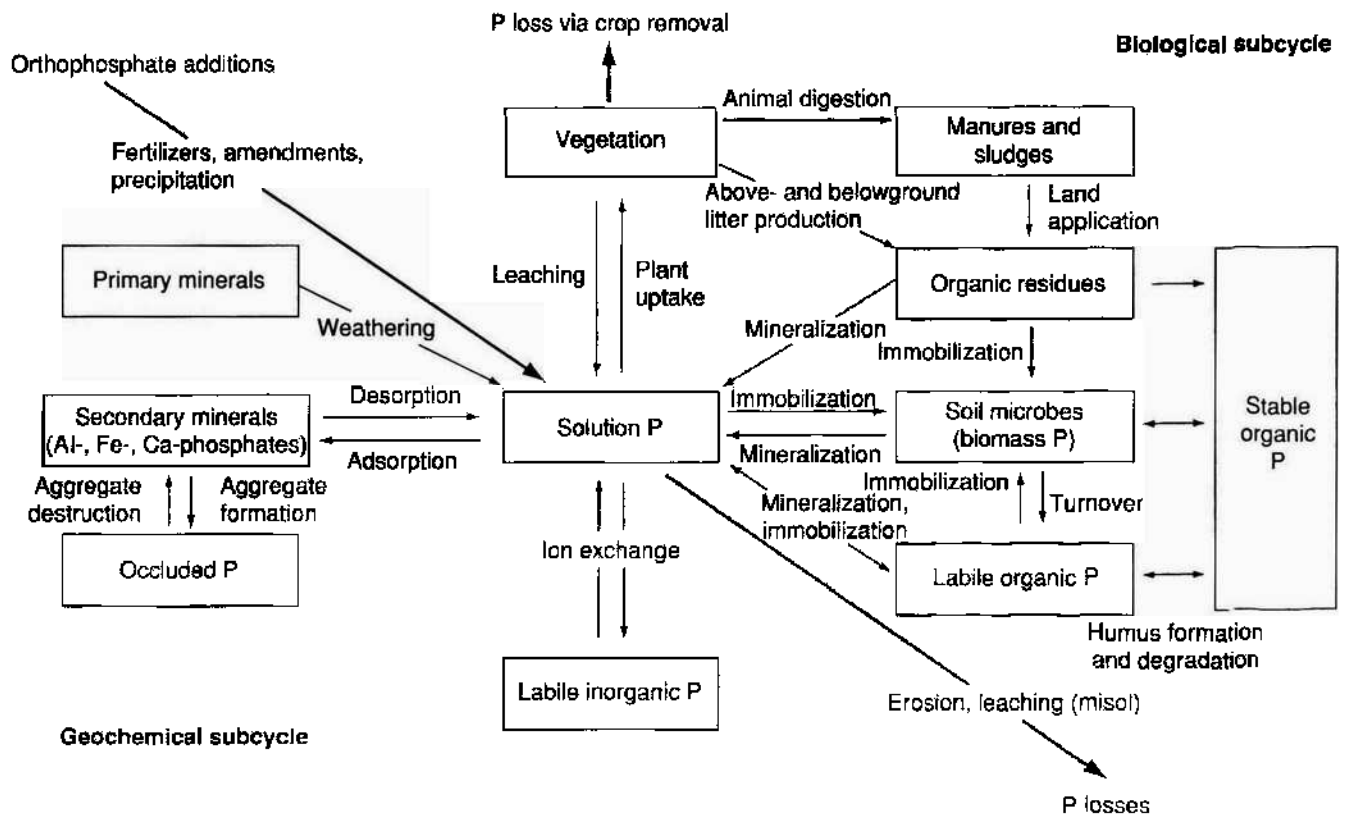 P loss via crop removal
Biological subcycle
Orthophosphate additions
Animal digestion
Vegetation
Manures and
sludges
Fertilizers, amendments,
precipitation
Above- and belowground
litter production
Land
application
Primary minerals
Leaching
Plant
uptake
Organic residues
Weathering
Mineralization
Immobilization
Desorption
Immobilization
Secondary minerals
(Al-, Fe-, Ca-phosphates)
Solution P
Soil microbes
(biomass P)
Stable
organic
P
Adsorption
Mineralization
Aggregate
destruction
Aggregate
formation
Immobilization
Turnover
Mineralization,
immobilization
Ion exchange
Occluded P
Labile organic P
Humus formation
and degradation
Labile inorganic P
Erosion, leaching (misol)
Geochemical subcycle
P losses